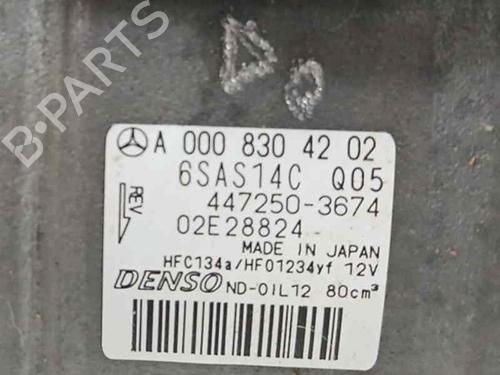 A 000 830 42 02
6SAS14C Q05
REV
447250-3674
02E28824
MADE IN JAPAN
HFC134a/HFO1234yf 12V
DENSO ND-OIL12 80cm³
B-PARTS